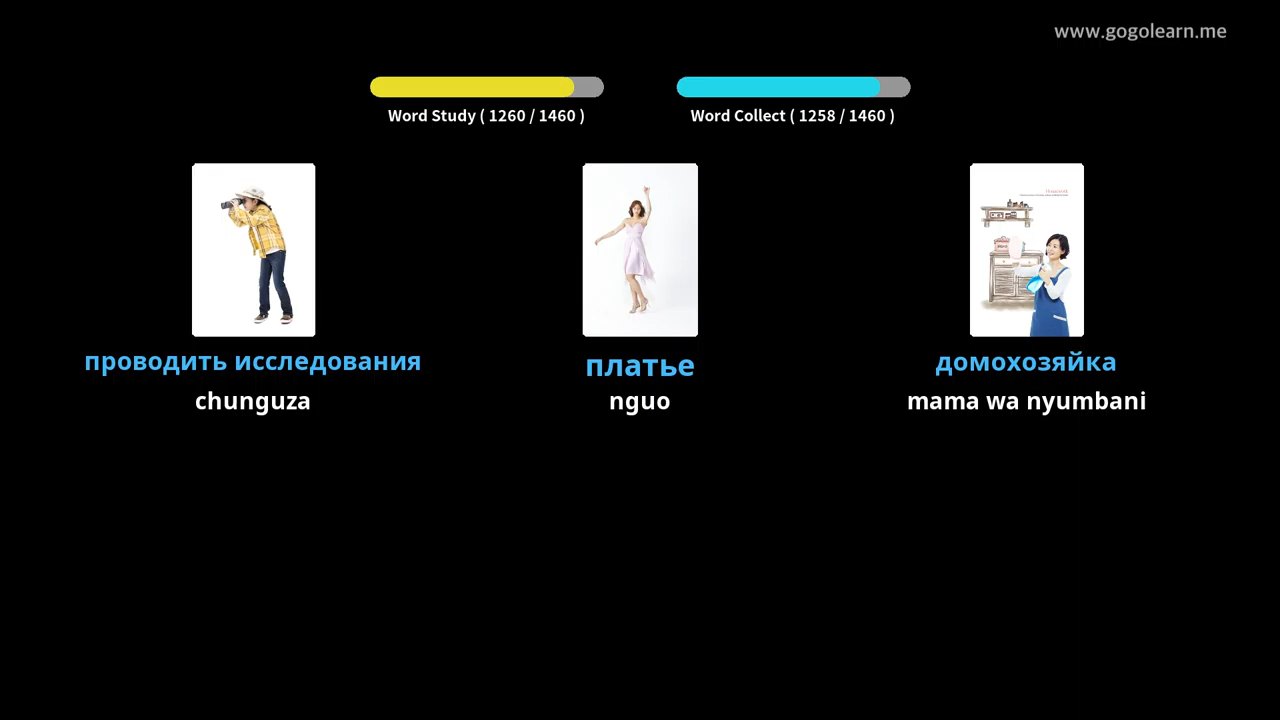 www.gogolearn.me
Word Study ( 1260 / 1460 )
Word Collect ( 1258 / 1460 )
проводить исследования
chunguza
платье
nguo
домохозяйка
mama wa nyumbani